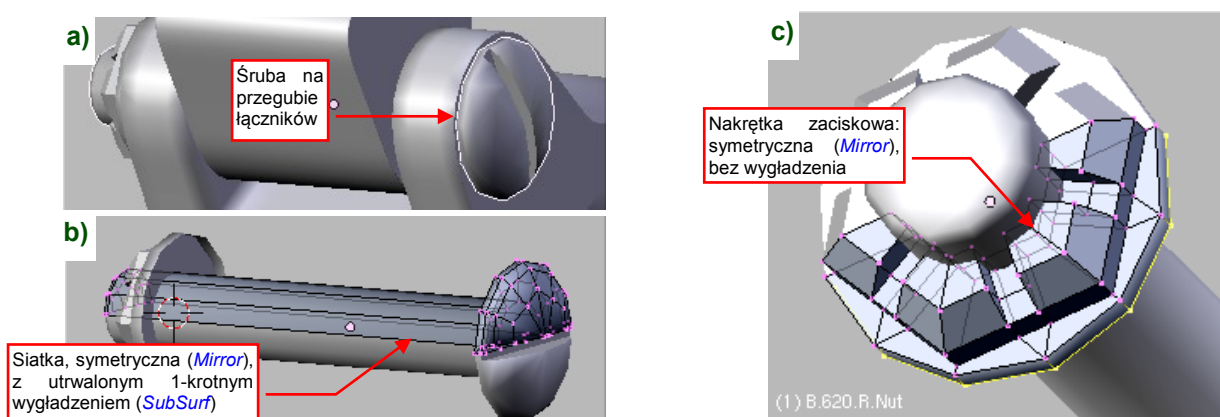 a)
Śruba na
przegubie
łączników
b)
Siatka, symetryczna (Mirror),
z utrwalonym 1-krotnym
wygładzeniem (SubSurf)
c)
Nakrętka zaciskowa:
symetryczna (Mirror),
bez wygładzenia
(1) B.620.R.Nut